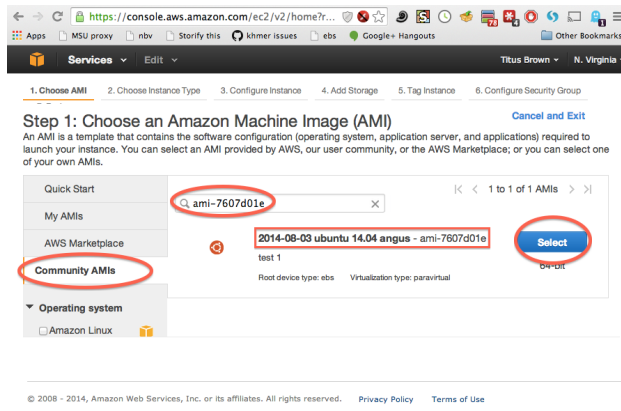 https://console.aws.amazon.com/ec2/v2/home?r...
Apps MSU proxy nbv Storify this khmer issues ebs Google+ Hangouts Other Bookmarks
Services Edit Titus Brown N. Virginia
1. Choose AMI 2. Choose Instance Type 3. Configure Instance 4. Add Storage 5. Tag Instance 6. Configure Security Group
Step 1: Choose an Amazon Machine Image (AMI) Cancel and Exit
An AMI is a template that contains the software configuration (operating system, application server, and applications) required to
launch your instance. You can select an AMI provided by AWS, our user community, or the AWS Marketplace; or you can select one
of your own AMIs.
Quick Start
ami-7607d01e
1 to 1 of 1 AMIs
My AMIs
AWS Marketplace
2014-08-03 ubuntu 14.04 angus - ami-7607d01e
Select
test 1
64-bit
Community AMIs
Root device type: ebs Virtualization type: paravirtual
Operating system
Amazon Linux
© 2008 - 2014, Amazon Web Services, Inc. or its affiliates. All rights reserved. Privacy Policy Terms of Use